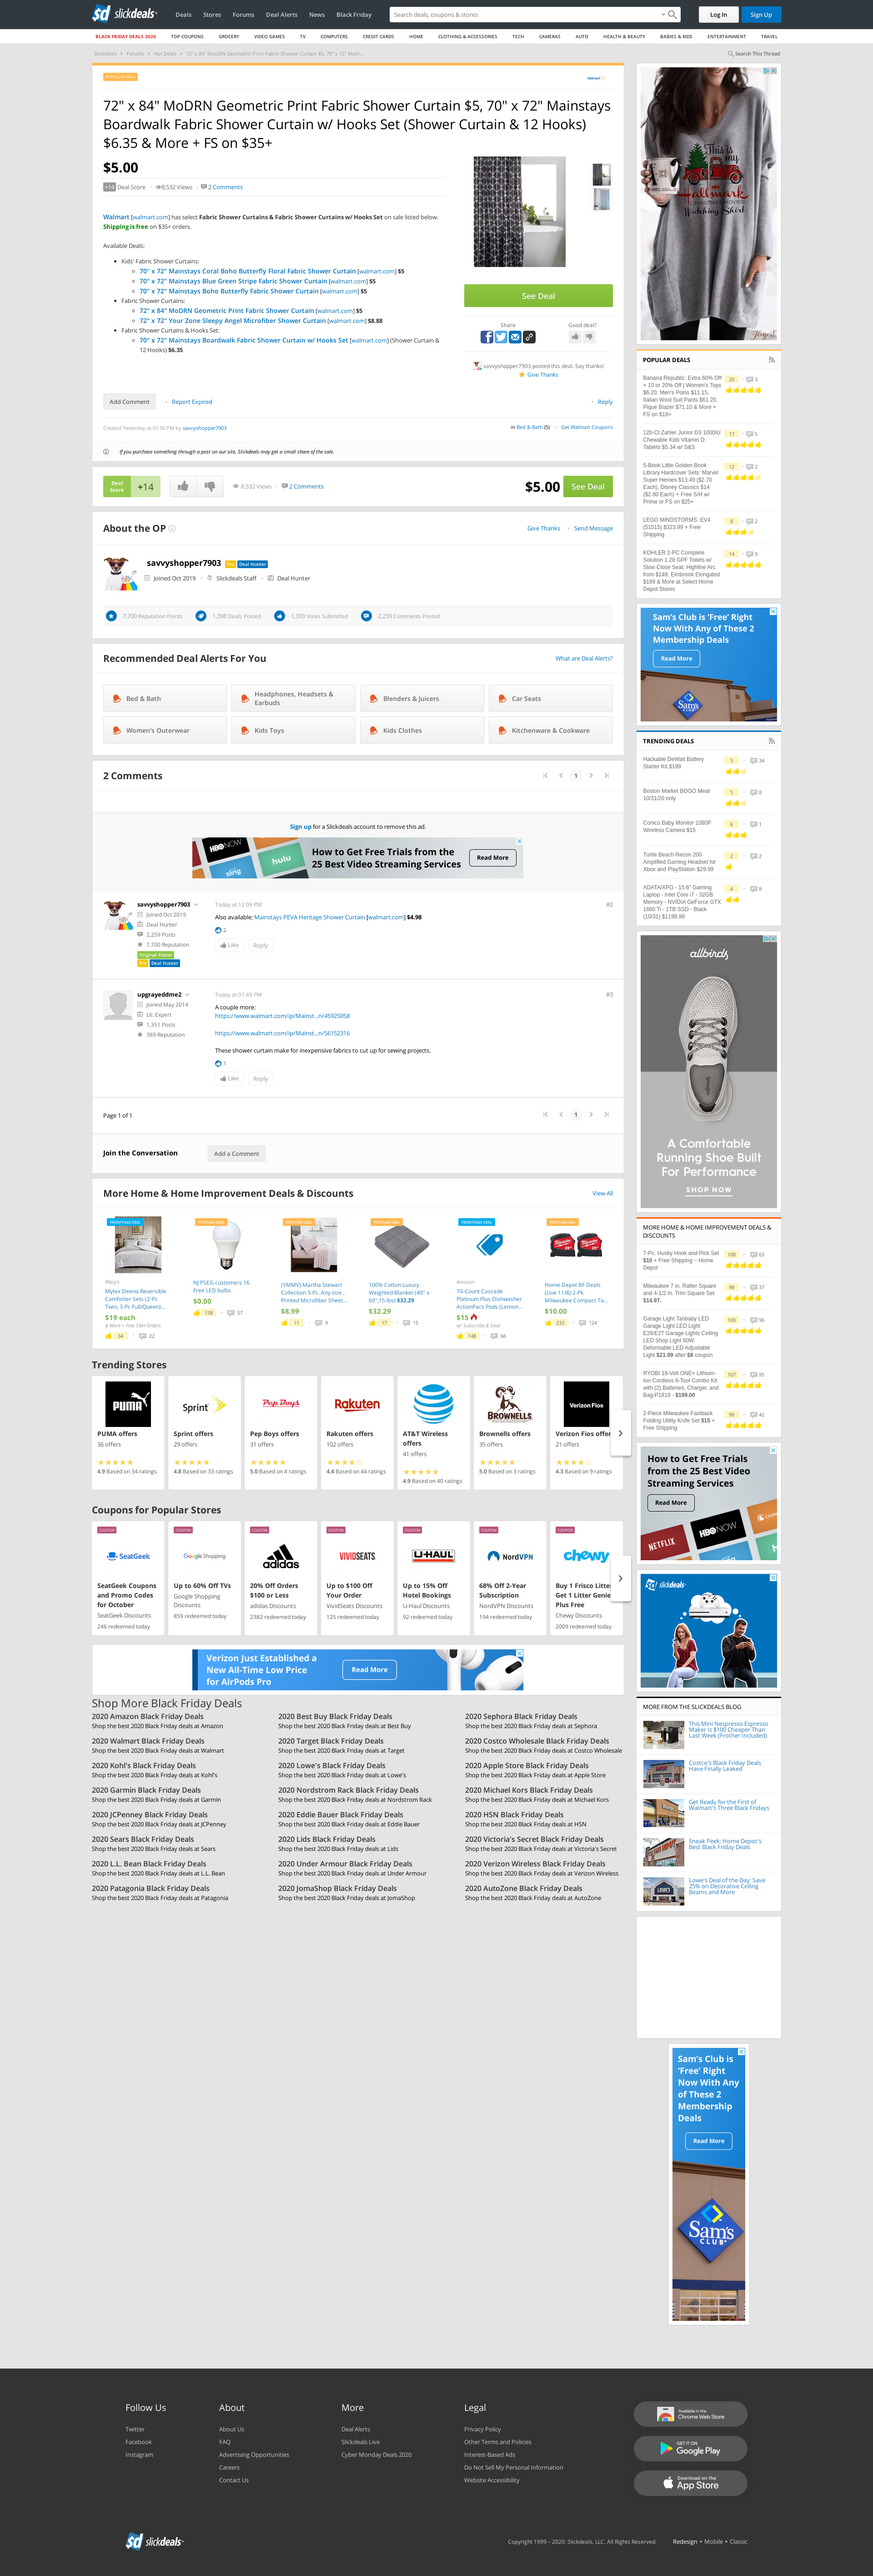 slickdeals
Deals Stores Forums Deal Alerts News Black Friday
Search deals, coupons & stores
Log In Sign Up
BLACK FRIDAY DEALS 2020 TOP COUPONS GROCERY VIDEO GAMES TV COMPUTERS CREDIT CARDS HOME CLOTHING & ACCESSORIES TECH CAMERAS AUTO HEALTH & BEAUTY BABIES & KIDS ENTERTAINMENT TRAVEL
Slickdeals Forums Hot Deals 72" x 84" MoDRN Geometric Print Fabric Shower Curtain $5, 70" x 72" Main...
Search This Thread
POPULAR DEAL
Walmart
72" x 84" MoDRN Geometric Print Fabric Shower Curtain $5, 70" x 72" Mainstays
Boardwalk Fabric Shower Curtain w/ Hooks Set (Shower Curtain & 12 Hooks)
$6.35 & More + FS on $35+
$5.00
+14 Deal Score 8,532 Views 2 Comments
Walmart [walmart.com] has select Fabric Shower Curtains & Fabric Shower Curtains w/ Hooks Set on sale listed below.
Shipping is free on $35+ orders.
Available Deals:
Kids' Fabric Shower Curtains:
70" x 72" Mainstays Coral Boho Butterfly Floral Fabric Shower Curtain [walmart.com] $5
70" x 72" Mainstays Blue Green Stripe Fabric Shower Curtain [walmart.com] $5
70" x 72" Mainstays Boho Butterfly Fabric Shower Curtain [walmart.com] $5
Fabric Shower Curtains:
72" x 84" MoDRN Geometric Print Fabric Shower Curtain [walmart.com] $5
72" x 72" Your Zone Sleepy Angel Microfiber Shower Curtain [walmart.com] $8.88
Fabric Shower Curtains & Hooks Set:
70" x 72" Mainstays Boardwalk Fabric Shower Curtain w/ Hooks Set [walmart.com] (Shower Curtain &
12 Hooks) $6.35
See Deal
Share Good deal?
savvyshopper7903 posted this deal. Say thanks!
Give Thanks
Add Comment Report Expired Reply
Created Yesterday at 01:56 PM by savvyshopper7903
in Bed & Bath (5) Get Walmart Coupons
If you purchase something through a post on our site, Slickdeals may get a small share of the sale.
Deal
Score
+14
8,532 Views 2 Comments
$5.00 See Deal
About the OP
Give Thanks Send Message
savvyshopper7903 Pro Deal Hunter
Joined Oct 2019 Slickdeals Staff Deal Hunter
7,700 Reputation Points 1,398 Deals Posted 1,393 Votes Submitted 2,259 Comments Posted
Recommended Deal Alerts For You
What are Deal Alerts?
Bed & Bath
Headphones, Headsets &
Earbuds
Blenders & Juicers
Car Seats
Women's Outerwear
Kids Toys
Kids Clothes
Kitchenware & Cookware
2 Comments
1
Sign up for a Slickdeals account to remove this ad.
sling hulu HBO NOW
How to Get Free Trials from the
25 Best Video Streaming Services
Read More
savvyshopper7903
Joined Oct 2019
Deal Hunter
2,259 Posts
7,700 Reputation
Original Poster
Pro Deal Hunter
Today at 12:09 PM #2
Also available: Mainstays PEVA Heritage Shower Curtain [walmart.com] $4.98
2
Like Reply
upgrayeddme2
Joined May 2014
L6: Expert
1,351 Posts
389 Reputation
Today at 01:49 PM #3
A couple more:
https://www.walmart.com/ip/Mainst...n/45925058
https://www.walmart.com/ip/Mainst...n/56152316
These shower curtain make for inexpensive fabrics to cut up for sewing projects.
1
Like Reply
Page 1 of 1
1
Join the Conversation Add a Comment
More Home & Home Improvement Deals & Discounts
View All
FRONTPAGE DEAL
Macy's
Mytex Deena Reversible
Comforter Sets (2-Pc
Twin, 3-Pc Full/Queen)...
$19 each
& More + Free S&H Orders
34 22
POPULAR DEAL
NJ PSEG customers 16
Free LED bulbs
$0.00
138 57
POPULAR DEAL
(YMMV) Martha Stewart
Collection 3-Pc. Any size ,
Printed Microfiber Sheet...
$8.99
11 9
POPULAR DEAL
100% Cotton Luxury
Weighted Blanket (40" x
60",15 lbs) $32.29
$32.29
17 15
FRONTPAGE DEAL
Amazon
70-Count Cascade
Platinum Plus Dishwasher
ActionPacs Pods (Lemon...
$15
w/ Subscribe & Save
148 66
POPULAR DEAL
Home Depot BF Deals
(Live 11/8) 2-Pk
Milwaukee Compact Ta...
$10.00
233 124
Trending Stores
PUMA
PUMA offers
36 offers
4.9 Based on 34 ratings
Sprint
Sprint offers
29 offers
4.8 Based on 33 ratings
Pep Boys
Pep Boys offers
31 offers
5.0 Based on 4 ratings
Rakuten
Rakuten offers
102 offers
4.4 Based on 44 ratings
AT&T Wireless
offers
41 offers
4.9 Based on 40 ratings
BROWNELLS
Brownells offers
35 offers
5.0 Based on 3 ratings
Verizon Fios
Verizon Fios offers
21 offers
4.3 Based on 9 ratings
Coupons for Popular Stores
COUPON
SeatGeek
SeatGeek Coupons
and Promo Codes
for October
SeatGeek Discounts
246 redeemed today
COUPON
Google Shopping
Up to 60% Off TVs
Google Shopping
Discounts
859 redeemed today
COUPON
adidas
20% Off Orders
$100 or Less
adidas Discounts
2382 redeemed today
COUPON
VIVIDSEATS
Up to $100 Off
Your Order
VividSeats Discounts
125 redeemed today
COUPON
U-HAUL
Up to 15% Off
Hotel Bookings
U-Haul Discounts
92 redeemed today
COUPON
NordVPN
68% Off 2-Year
Subscription
NordVPN Discounts
194 redeemed today
COUPON
chewy
Buy 1 Frisco Litter,
Get 1 Litter Genie
Plus Free
Chewy Discounts
2009 redeemed today
Verizon Just Established a
New All-Time Low Price
for AirPods Pro
Read More
Shop More Black Friday Deals
2020 Amazon Black Friday Deals
Shop the best 2020 Black Friday deals at Amazon
2020 Best Buy Black Friday Deals
Shop the best 2020 Black Friday deals at Best Buy
2020 Sephora Black Friday Deals
Shop the best 2020 Black Friday deals at Sephora
2020 Walmart Black Friday Deals
Shop the best 2020 Black Friday deals at Walmart
2020 Target Black Friday Deals
Shop the best 2020 Black Friday deals at Target
2020 Costco Wholesale Black Friday Deals
Shop the best 2020 Black Friday deals at Costco Wholesale
2020 Kohl's Black Friday Deals
Shop the best 2020 Black Friday deals at Kohl's
2020 Lowe's Black Friday Deals
Shop the best 2020 Black Friday deals at Lowe's
2020 Apple Store Black Friday Deals
Shop the best 2020 Black Friday deals at Apple Store
2020 Garmin Black Friday Deals
Shop the best 2020 Black Friday deals at Garmin
2020 Nordstrom Rack Black Friday Deals
Shop the best 2020 Black Friday deals at Nordstrom Rack
2020 Michael Kors Black Friday Deals
Shop the best 2020 Black Friday deals at Michael Kors
2020 JCPenney Black Friday Deals
Shop the best 2020 Black Friday deals at JCPenney
2020 Eddie Bauer Black Friday Deals
Shop the best 2020 Black Friday deals at Eddie Bauer
2020 HSN Black Friday Deals
Shop the best 2020 Black Friday deals at HSN
2020 Sears Black Friday Deals
Shop the best 2020 Black Friday deals at Sears
2020 Lids Black Friday Deals
Shop the best 2020 Black Friday deals at Lids
2020 Victoria's Secret Black Friday Deals
Shop the best 2020 Black Friday deals at Victoria's Secret
2020 L.L. Bean Black Friday Deals
Shop the best 2020 Black Friday deals at L.L. Bean
2020 Under Armour Black Friday Deals
Shop the best 2020 Black Friday deals at Under Armour
2020 Verizon Wireless Black Friday Deals
Shop the best 2020 Black Friday deals at Verizon Wireless
2020 Patagonia Black Friday Deals
Shop the best 2020 Black Friday deals at Patagonia
2020 JomaShop Black Friday Deals
Shop the best 2020 Black Friday deals at JomaShop
2020 AutoZone Black Friday Deals
Shop the best 2020 Black Friday deals at AutoZone
This is my
HALLMARK
Christmas Movies
Watching Shirt
POPULAR DEALS
Banana Republic: Extra 60% Off
+ 10 or 20% Off | Women's Tops
$6.20, Men's Polos $11.15,
Italian Wool Suit Pants $61.20,
Pique Blazer $71.10 & More +
FS on $18+
20 3
120-Ct Zahler Junior D3 1000IU
Chewable Kids Vitamin D
Tablets $5.34 w/ S&S
17 5
5-Book Little Golden Book
Library Hardcover Sets: Marvel
Super Heroes $13.49 ($2.70
Each), Disney Classics $14
($2.80 Each) + Free S/H w/
Prime or FS on $25+
12 2
LEGO MINDSTORMS: EV4
(51515) $323.99 + Free
Shipping
8 2
KOHLER 2-PC Complete
Solution 1.28 GPF Toilets w/
Slow Close Seat: Highline Arc
from $149, Elmbrook Elongated
$189 & More at Select Home
Depot Stores
14 9
Sam's Club is 'Free' Right
Now With Any of These 2
Membership Deals
Read More
TRENDING DEALS
Hackable DeWalt Battery
Starter Kit $199
5 34
Boston Market BOGO Meal
10/31/20 only
5 8
Conico Baby Monitor 1080P
Wireless Camera $15
6 1
Turtle Beach Recon 200
Amplified Gaming Headset for
Xbox and PlayStation $29.99
2 2
ADATA/XPG - 15.6" Gaming
Laptop - Intel Core i7 - 32GB
Memory - NVIDIA GeForce GTX
1660 Ti - 1TB SSD - Black
(10/31) $1199.99
4 8
allbirds
A Comfortable
Running Shoe Built
For Performance
SHOP NOW
MORE HOME & HOME IMPROVEMENT DEALS &
DISCOUNTS
7-Pc. Husky Hook and Pick Set
$10 + Free Shipping – Home
Depot
100 63
Milwaukee 7 in. Rafter Square
and 4-1/2 in. Trim Square Set
$14.97.
98 37
Garage Light Tanbaby LED
Garage Light LED Light
E26/E27 Garage Lights Ceiling
LED Shop Light 60W
Deformable LED Adjustable
Light $21.99 after $8 coupon
100 96
RYOBI 18-Volt ONE+ Lithium-
Ion Cordless 6-Tool Combo Kit
with (2) Batteries, Charger, and
Bag-P1819 - $199.00
107 95
2-Piece Milwaukee Fastback
Folding Utility Knife Set $15 +
Free Shipping
99 42
How to Get Free Trials
from the 25 Best Video
Streaming Services
Read More
NETFLIX HBO NOW
slickdeals
MORE FROM THE SLICKDEALS BLOG
This Mini Nespresso Espresso
Maker Is $100 Cheaper Than
Last Week (Frother Included)
Costco's Black Friday Deals
Have Finally Leaked
Get Ready for the First of
Walmart's Three Black Fridays
Sneak Peek: Home Depot's
Best Black Friday Deals
Lowe's Deal of the Day: Save
25% on Decorative Ceiling
Beams and More
Sam's Club is
'Free' Right
Now With Any
of These 2
Membership
Deals
Read More
Sam's
CLUB
Follow Us
Twitter
Facebook
Instagram
About
About Us
FAQ
Advertising Opportunities
Careers
Contact Us
More
Deal Alerts
Slickdeals Live
Cyber Monday Deals 2020
Legal
Privacy Policy
Other Terms and Policies
Interest-Based Ads
Do Not Sell My Personal Information
Website Accessibility
Available in the
Chrome Web Store
GET IT ON
Google Play
Download on the
App Store
slickdeals
Copyright 1999 – 2020. Slickdeals, LLC. All Rights Reserved. Redesign • Mobile • Classic